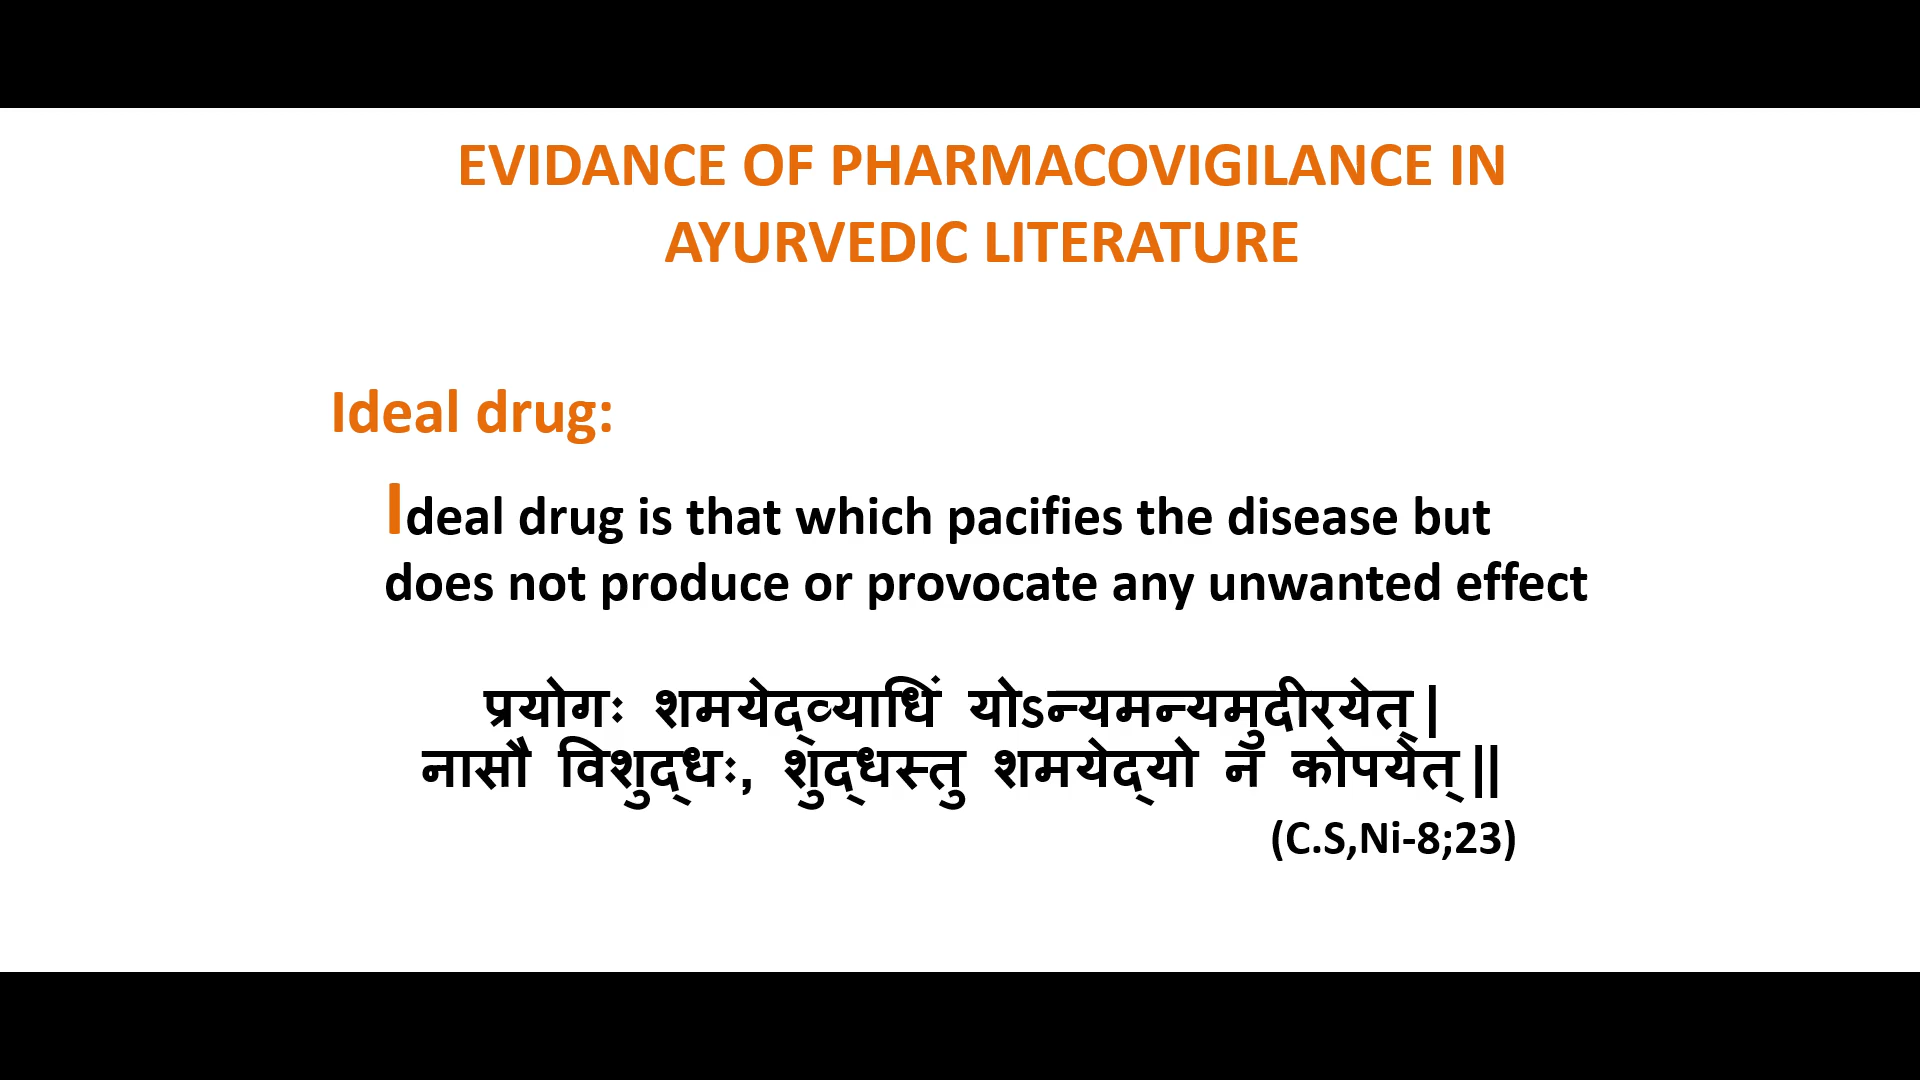 EVIDANCE OF PHARMACOVIGILANCE IN
AYURVEDIC LITERATURE
Ideal drug:
Ideal drug is that which pacifies the disease but
does not produce or provocate any unwanted effect
प्रयोगः शमयेद्व्याधिं योऽन्यमन्यमुदीरयेत्|
नासौ विशुद्धः, शुद्धस्तु शमयेद्यो न कोपयेत्||
(C.S,Ni-8;23)